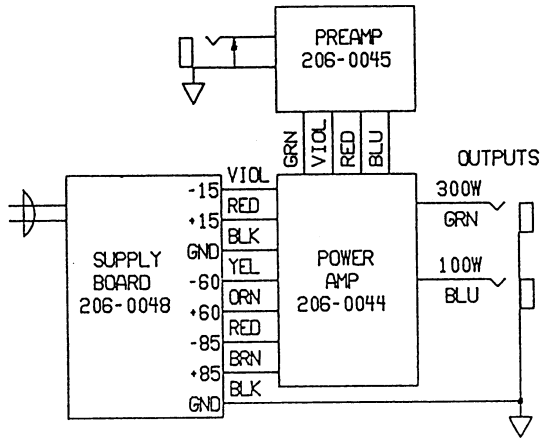 PREAMP
206-0045
GRN
VIOL
RED
BLU
OUTPUTS
SUPPLY
BOARD
206-0048
-15
+15
GND
-60
+60
-85
+85
GND
VIOL
RED
BLK
YEL
ORN
RED
BRN
BLK
POWER
AMP
206-0044
300W
GRN
100W
BLU